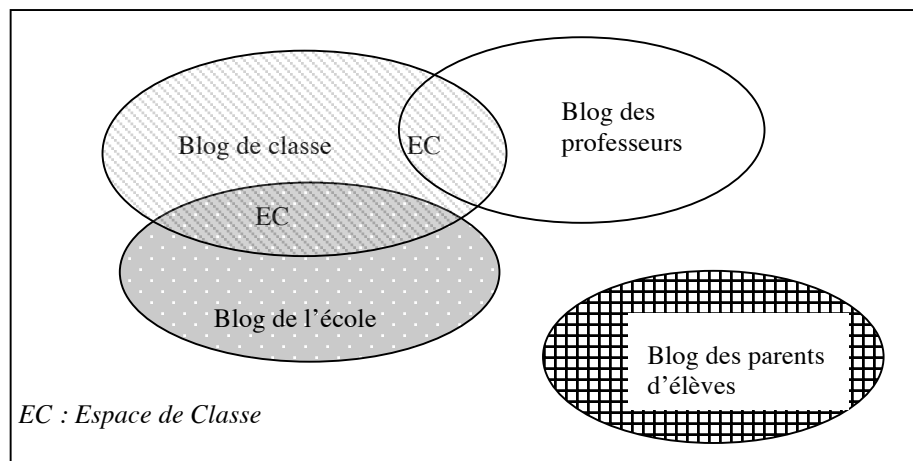 Blog des
professeurs
Blog de classe
EC
EC
Blog de l’école
Blog des parents
d’élèves
EC : Espace de Classe